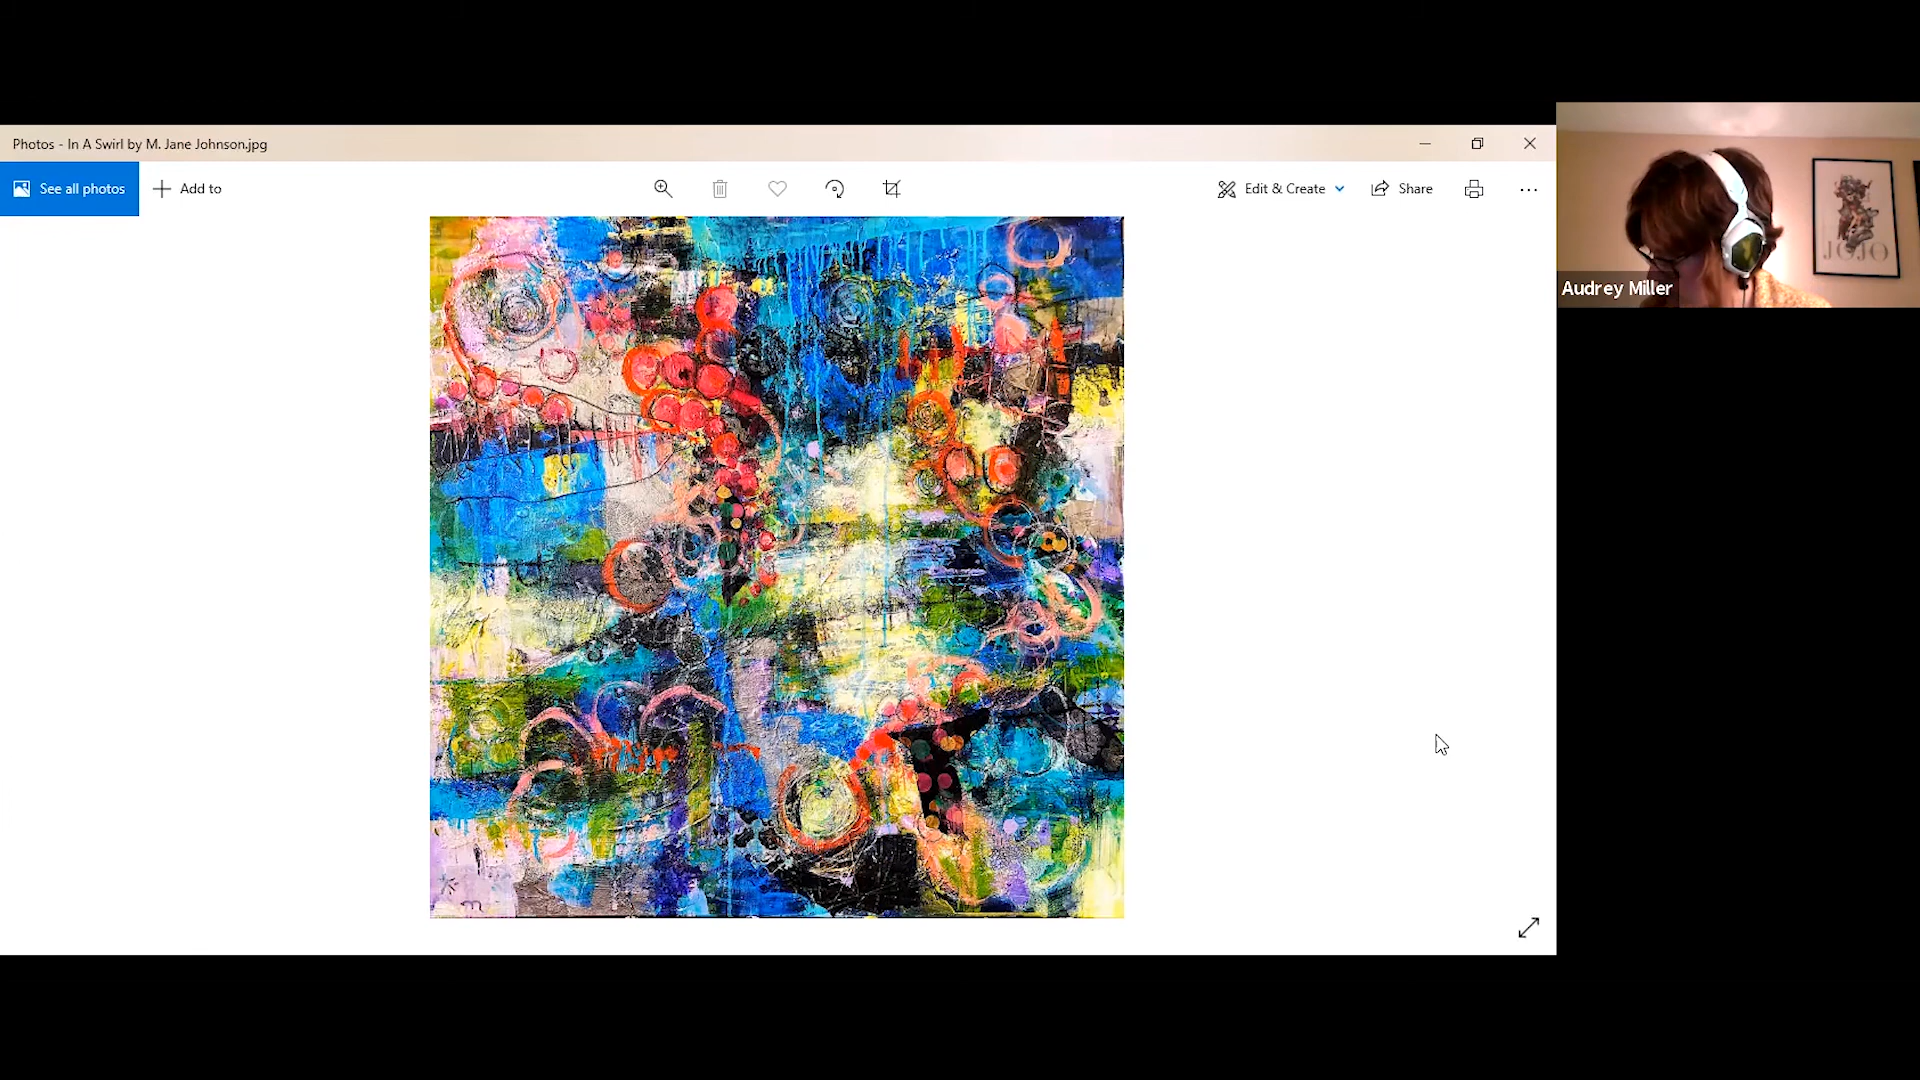 Photos - In A Swirl by M. Jane Johnson.jpg
See all photos
Add to
Edit & Create
Share
JOJO
Audrey Miller